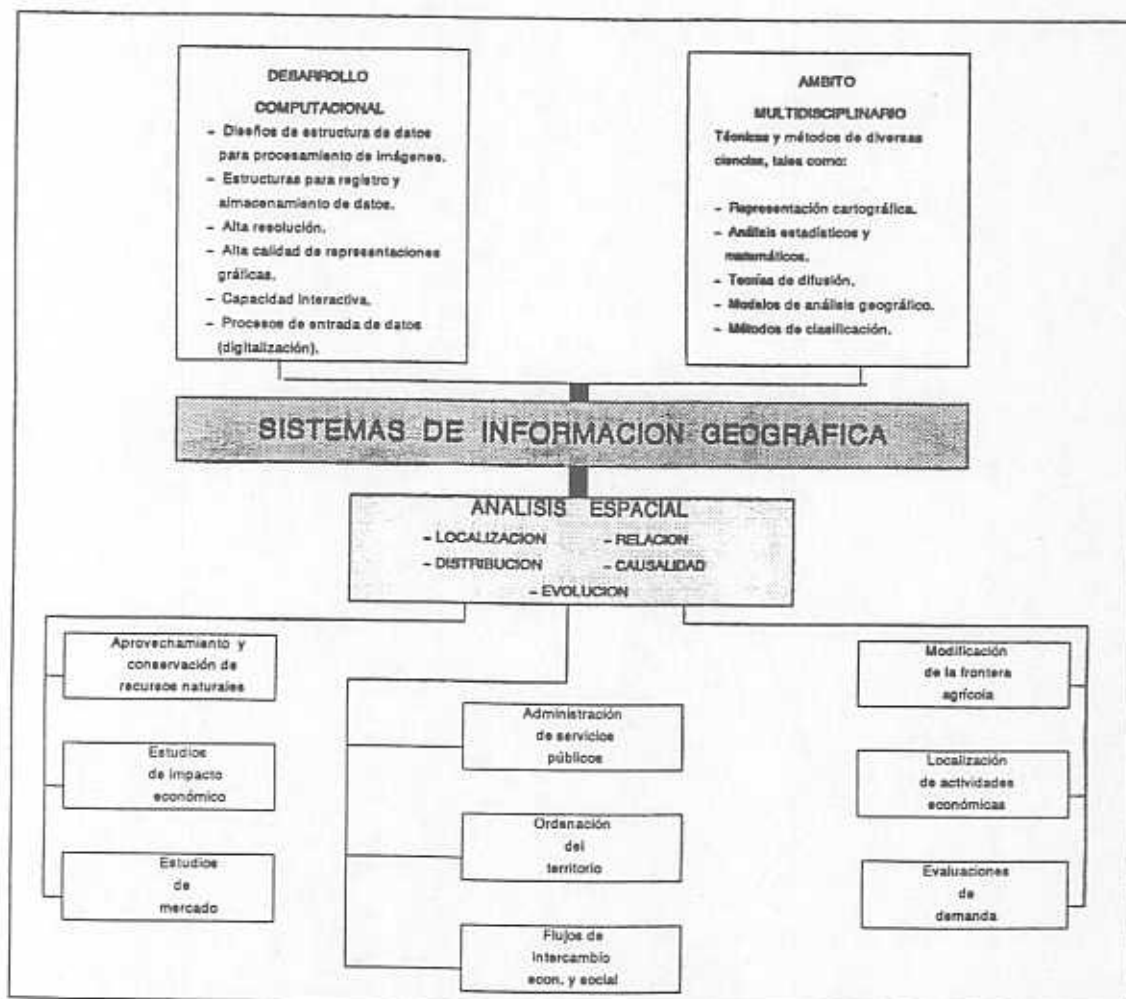 DESARROLLO
COMPUTACIONAL
- Diseños de estructura de datos
para procesamiento de imágenes.
- Estructuras para registro y
almacenamiento de datos.
- Alta resolución.
- Alta calidad de representaciones
gráficas.
- Capacidad interactiva.
- Procesos de entrada de datos
(digitalización).
AMBITO
MULTIDISCIPLINARIO
Técnicas y métodos de diversas
ciencias, tales como:
- Representación cartográfica.
- Análisis estadísticos y
matemáticos.
- Teorías de difusión.
- Modelos de análisis geográfico.
- Métodos de clasificación.
SISTEMAS DE INFORMACION GEOGRAFICA
ANALISIS ESPACIAL
- LOCALIZACION - RELACION
- DISTRIBUCION - CAUSALIDAD
- EVOLUCION
Aprovechamiento y
conservación de
recursos naturales
Estudios
de impacto
económico
Estudios
de
mercado
Administración
de servicios
públicos
Ordenación
del
territorio
Flujos de
intercambio
econ. y social
Modificación
de la frontera
agrícola
Localización
de actividades
económicas
Evaluaciones
de
demanda